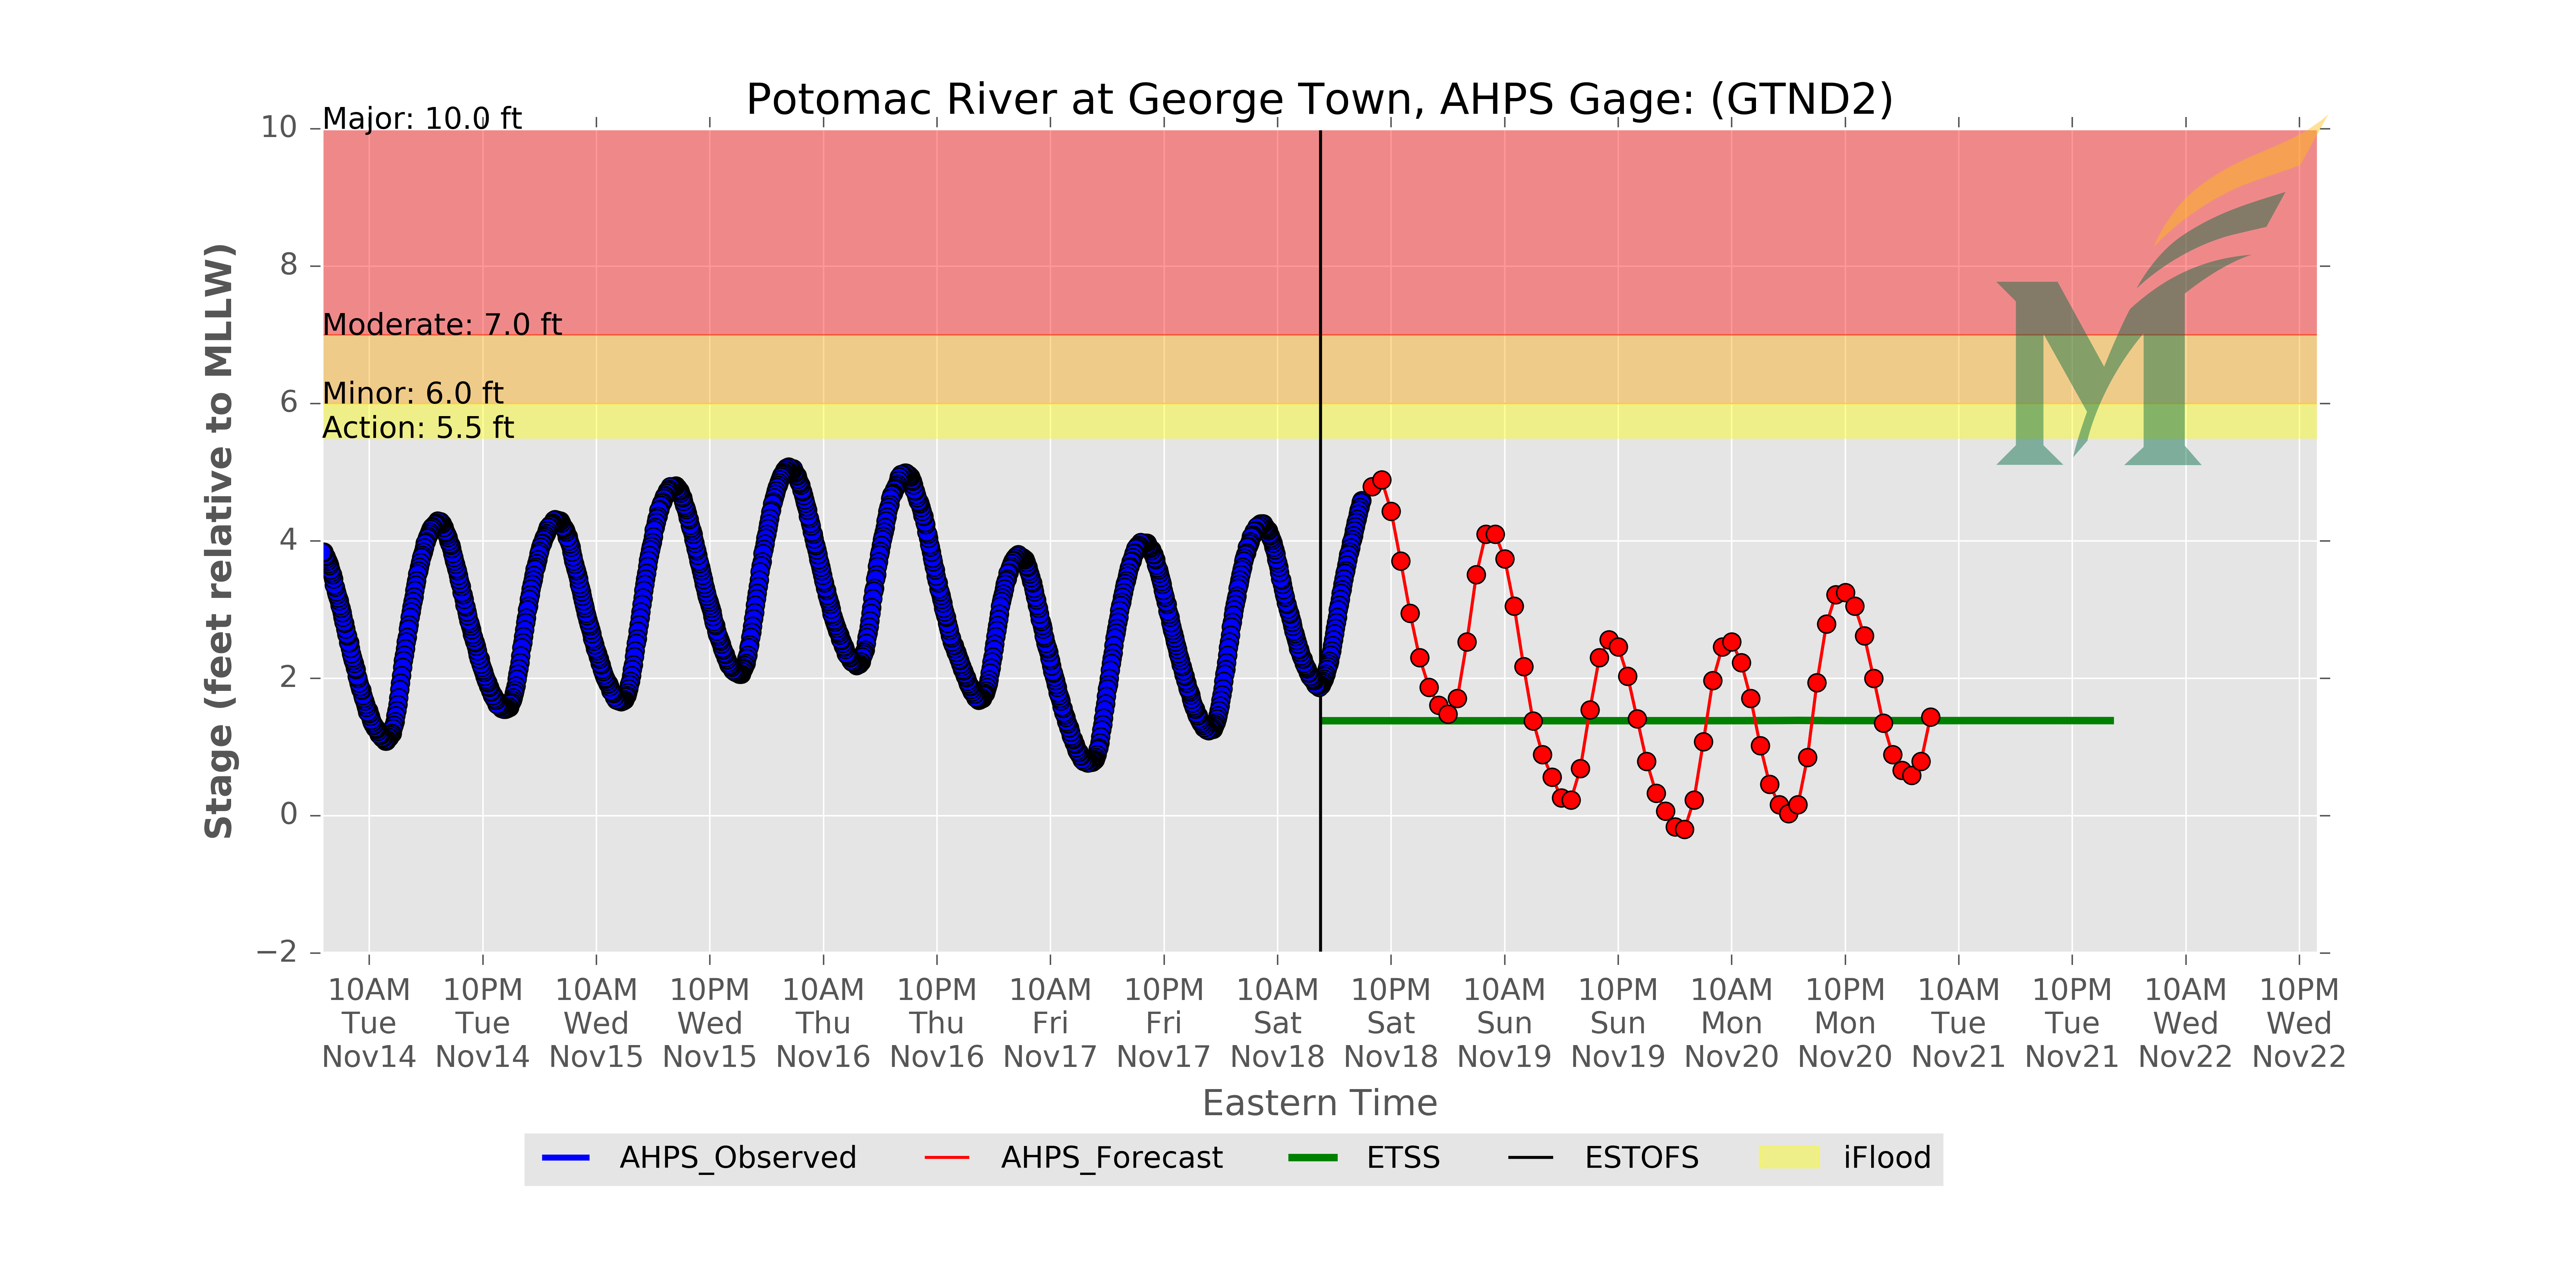 Potomac River at George Town, AHPS Gage: (GTND2)
Major: 10.0 ft
Moderate: 7.0 ft
Minor: 6.0 ft
Action: 5.5 ft
10
8
6
4
2
0
−2
Stage (feet relative to MLLW)
10AM 10PM 10AM 10PM 10AM 10PM 10AM 10PM 10AM 10PM 10AM 10PM 10AM 10PM 10AM 10PM 10AM 10PM
Tue Tue Wed Wed Thu Thu Fri Fri Sat Sat Sun Sun Mon Mon Tue Tue Wed Wed
Nov14 Nov14 Nov15 Nov15 Nov16 Nov16 Nov17 Nov17 Nov18 Nov18 Nov19 Nov19 Nov20 Nov20 Nov21 Nov21 Nov22 Nov22
Eastern Time
AHPS_Observed AHPS_Forecast ETSS ESTOFS iFlood